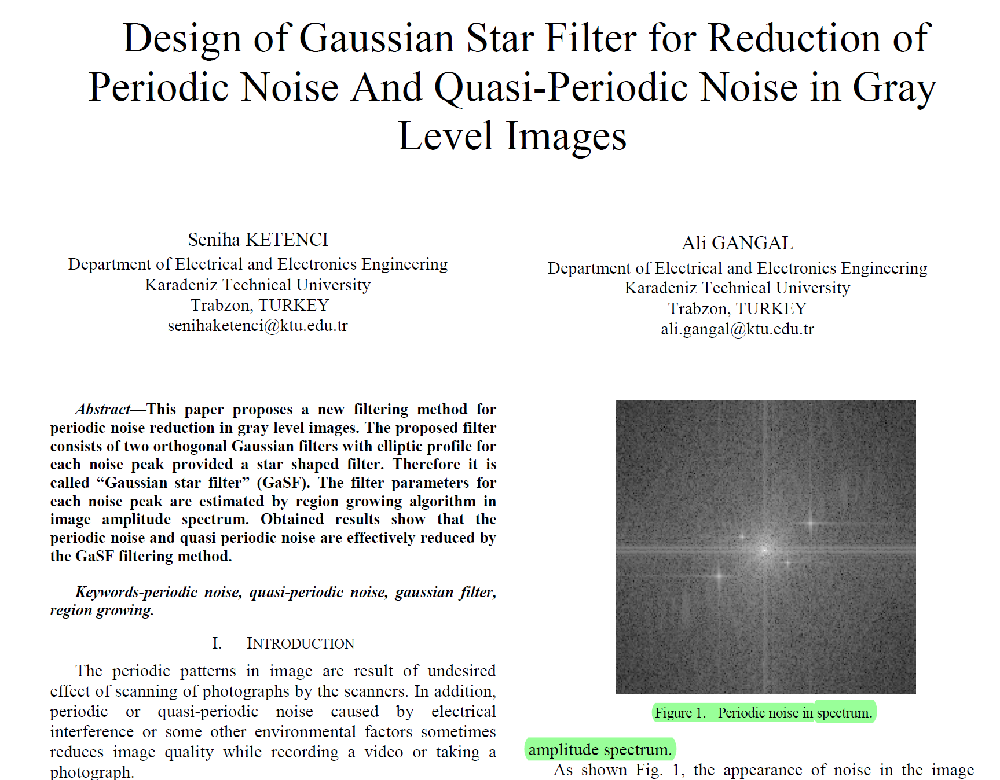 Design of Gaussian Star Filter for Reduction of
Periodic Noise And Quasi-Periodic Noise in Gray
Level Images
Seniha KETENCI
Department of Electrical and Electronics Engineering
Karadeniz Technical University
Trabzon, TURKEY
senihaketenci@ktu.edu.tr
Ali GANGAL
Department of Electrical and Electronics Engineering
Karadeniz Technical University
Trabzon, TURKEY
ali.gangal@ktu.edu.tr
Abstract—This paper proposes a new filtering method for
periodic noise reduction in gray level images. The proposed filter
consists of two orthogonal Gaussian filters with elliptic profile for
each noise peak provided a star shaped filter. Therefore it is
called “Gaussian star filter” (GaSF). The filter parameters for
each noise peak are estimated by region growing algorithm in
image amplitude spectrum. Obtained results show that the
periodic noise and quasi periodic noise are effectively reduced by
the GaSF filtering method.
Keywords-periodic noise, quasi-periodic noise, gaussian filter,
region growing.
I. INTRODUCTION
The periodic patterns in image are result of undesired
effect of scanning of photographs by the scanners. In addition,
periodic or quasi-periodic noise caused by electrical
interference or some other environmental factors sometimes
reduces image quality while recording a video or taking a
photograph.
Figure 1. Periodic noise in spectrum.
amplitude spectrum.
As shown Fig. 1, the appearance of noise in the image